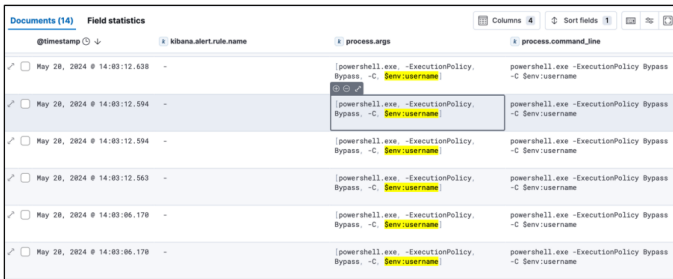 Documents (14) Field statistics Columns 4 Sort fields 1
@timestamp kibana.alert.rule.name process.args process.command_line
May 20, 2024 @ 14:03:12.638 - [powershell.exe, -ExecutionPolicy, powershell.exe -ExecutionPolicy Bypass
Bypass, -C, $env:username] -C $env:username
May 20, 2024 @ 14:03:12.594 - [powershell.exe, -ExecutionPolicy, powershell.exe -ExecutionPolicy Bypass
Bypass, -C, $env:username] -C $env:username
May 20, 2024 @ 14:03:12.594 - [powershell.exe, -ExecutionPolicy, powershell.exe -ExecutionPolicy Bypass
Bypass, -C, $env:username] -C $env:username
May 20, 2024 @ 14:03:12.563 - [powershell.exe, -ExecutionPolicy, powershell.exe -ExecutionPolicy Bypass
Bypass, -C, $env:username] -C $env:username
May 20, 2024 @ 14:03:06.170 - [powershell.exe, -ExecutionPolicy, powershell.exe -ExecutionPolicy Bypass
Bypass, -C, $env:username] -C $env:username
May 20, 2024 @ 14:03:06.170 - [powershell.exe, -ExecutionPolicy, powershell.exe -ExecutionPolicy Bypass
Bypass, -C, $env:username] -C $env:username